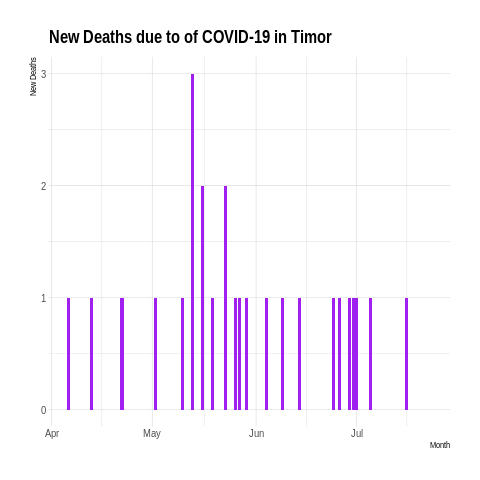 New Deaths due to of COVID-19 in Timor
New Deaths
3
2
1
0
Apr May Jun Jul
Month